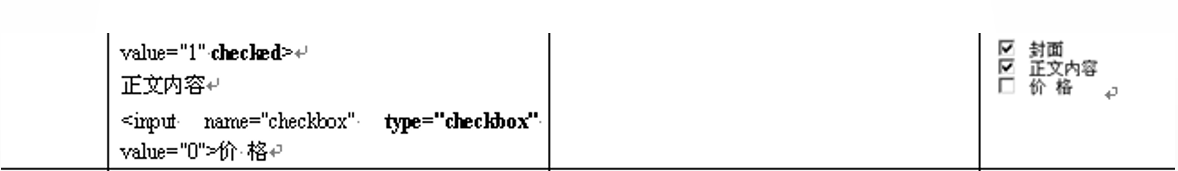 value="1" checked>
正文内容
<input name="checkbox" type="checkbox"
value="0">价 格
封面
正文内容
价 格